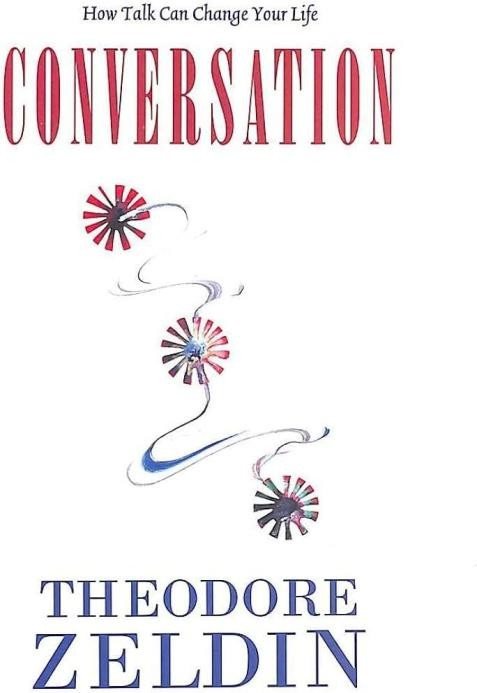 How Talk Can Change Your Life
CONVERSATION
THEODORE
ZELDIN